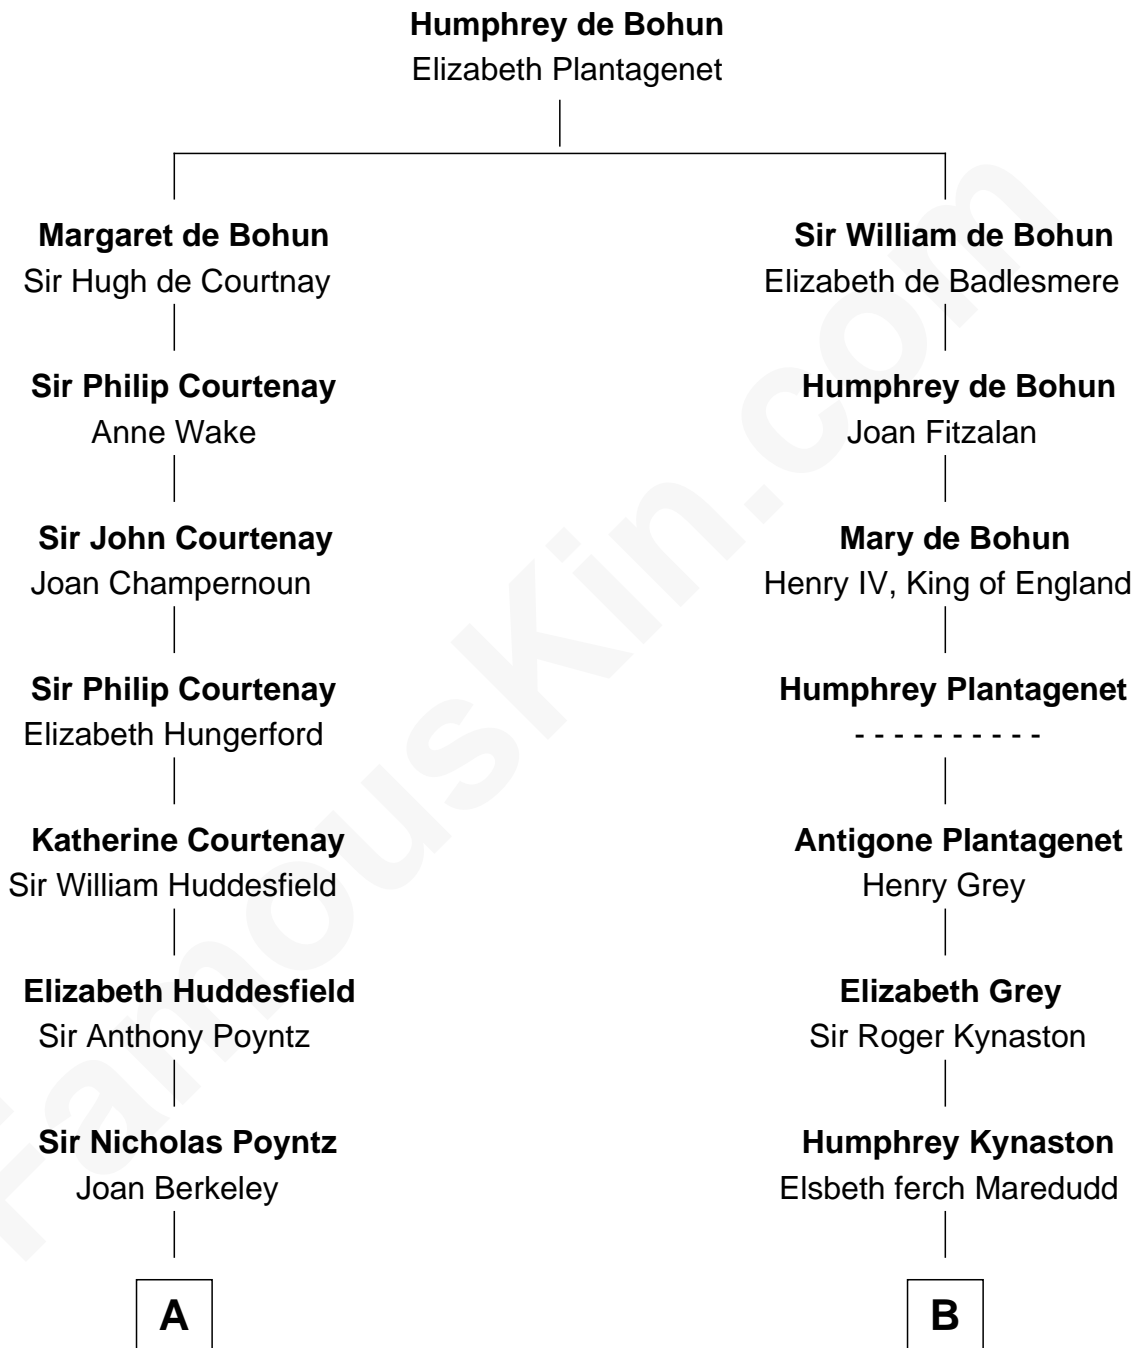 Humphrey de Bohun
Elizabeth Plantagenet
Margaret de Bohun
Sir Hugh de Courtnay
Sir William de Bohun
Elizabeth de Badlesmere
Sir Philip Courtenay
Anne Wake
Humphrey de Bohun
Joan Fitzalan
Sir John Courtenay
Joan Champernoun
Mary de Bohun
Henry IV, King of England
Sir Philip Courtenay
Elizabeth Hungerford
Humphrey Plantagenet
- - - - - - - - - -
Katherine Courtenay
Sir William Huddesfield
Antigone Plantagenet
Henry Grey
Elizabeth Huddesfield
Sir Anthony Poyntz
Elizabeth Grey
Sir Roger Kynaston
Sir Nicholas Poyntz
Joan Berkeley
Humphrey Kynaston
Elsbeth ferch Maredudd
A
B
FamousKin.com